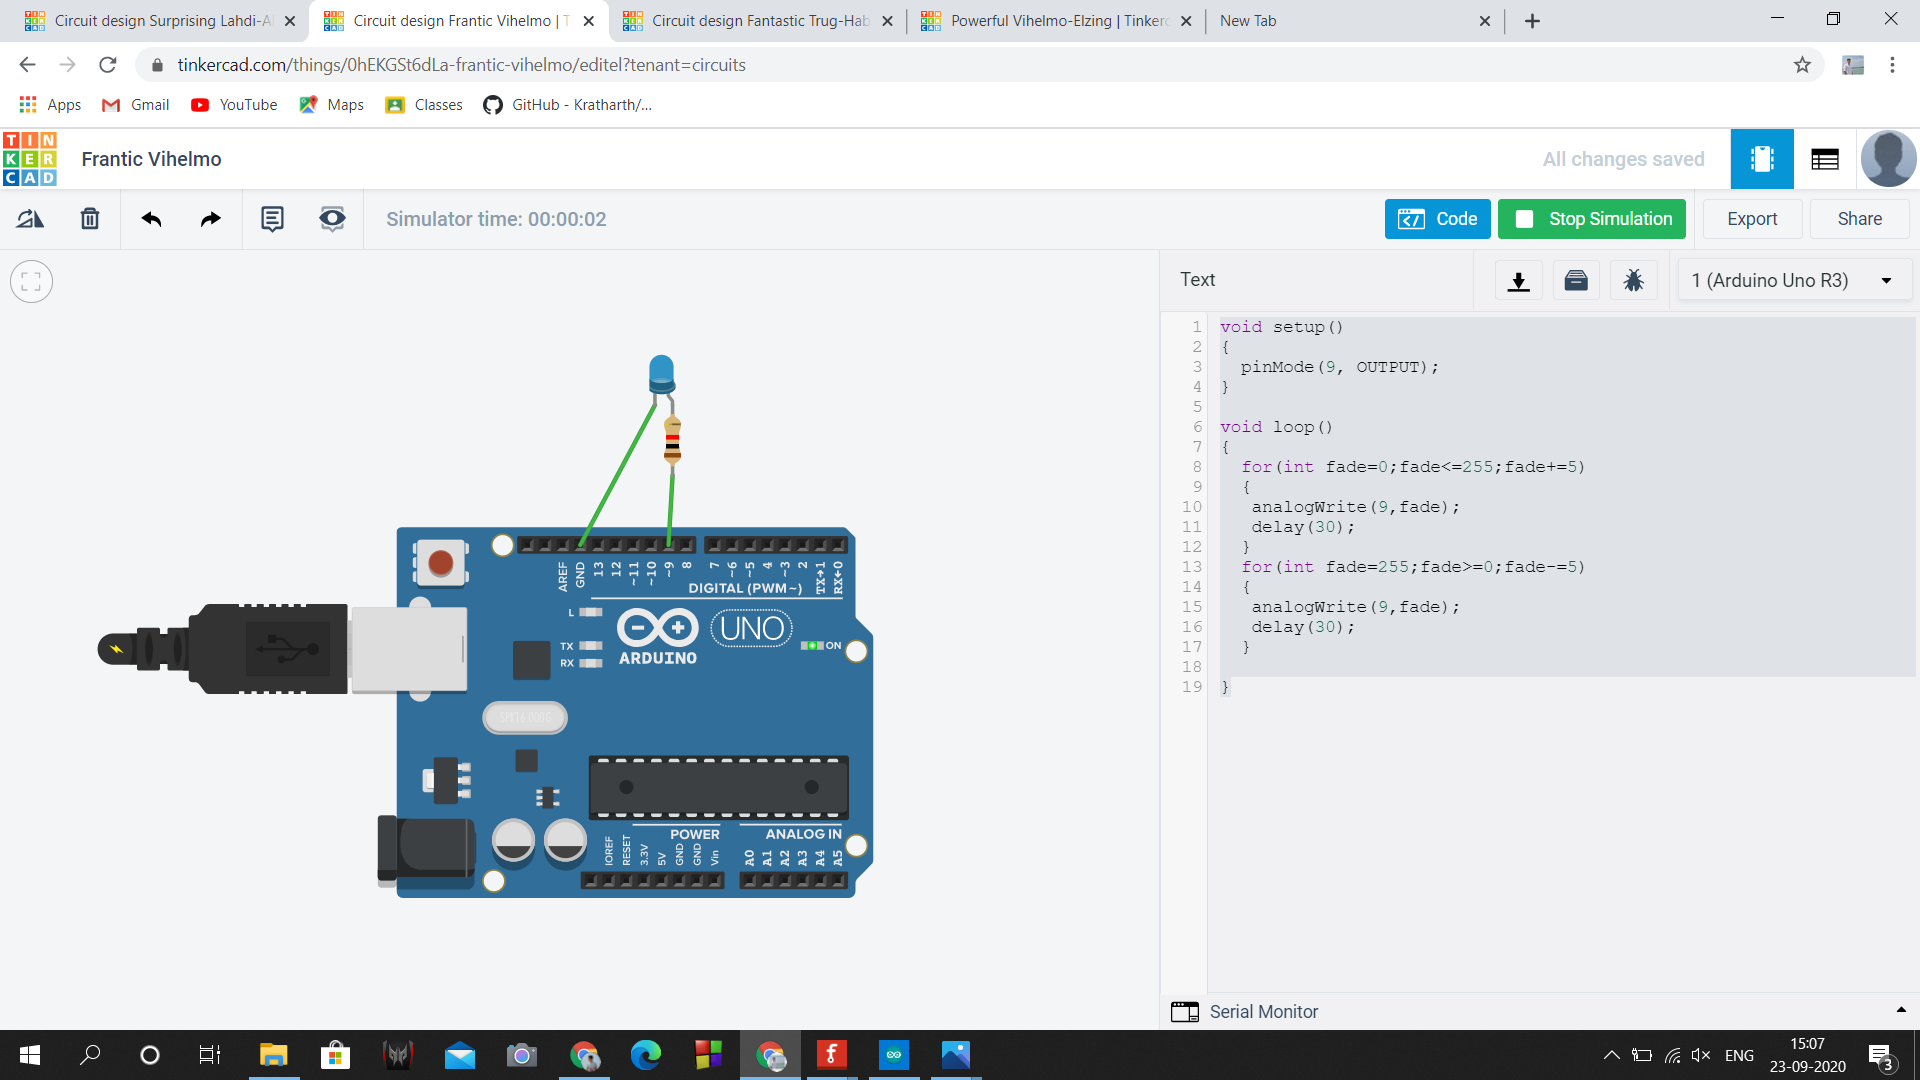 Circuit design Surprising Lahdi-A
Circuit design Frantic Vihelmo | T
Circuit design Fantastic Trug-Hab
Powerful Vihelmo-Elzing | Tinkerc
New Tab
tinkercad.com/things/0hEKGSt6dLa-frantic-vihelmo/editel?tenant=circuits
Apps
Gmail
YouTube
Maps
Classes
GitHub - Kratharth/...
TIN
KER
CAD
Frantic Vihelmo
All changes saved
Simulator time: 00:00:02
Code
Stop Simulation
Export
Share
Text
1 (Arduino Uno R3)
1 void setup()
2 {
3 pinMode(9, OUTPUT);
4 }
5
6 void loop()
7 {
8 for(int fade=0;fade<=255;fade+=5)
9 {
10 analogWrite(9,fade);
11 delay(30);
12 }
13 for(int fade=255;fade>=0;fade-=5)
14 {
15 analogWrite(9,fade);
16 delay(30);
17 }
18
19 }
AREF
GND
13
12
~11
~10
~9
8
7
~6
~5
4
~3
2
TX→1
RX←0
DIGITAL (PWM~)
L
TX
RX
ARDUINO
UNO
ON
SPK16.000G
POWER
ANALOG IN
IOREF
RESET
3.3V
5V
GND
GND
Vin
A0
A1
A2
A3
A4
A5
Serial Monitor
ENG
15:07
23-09-2020
3